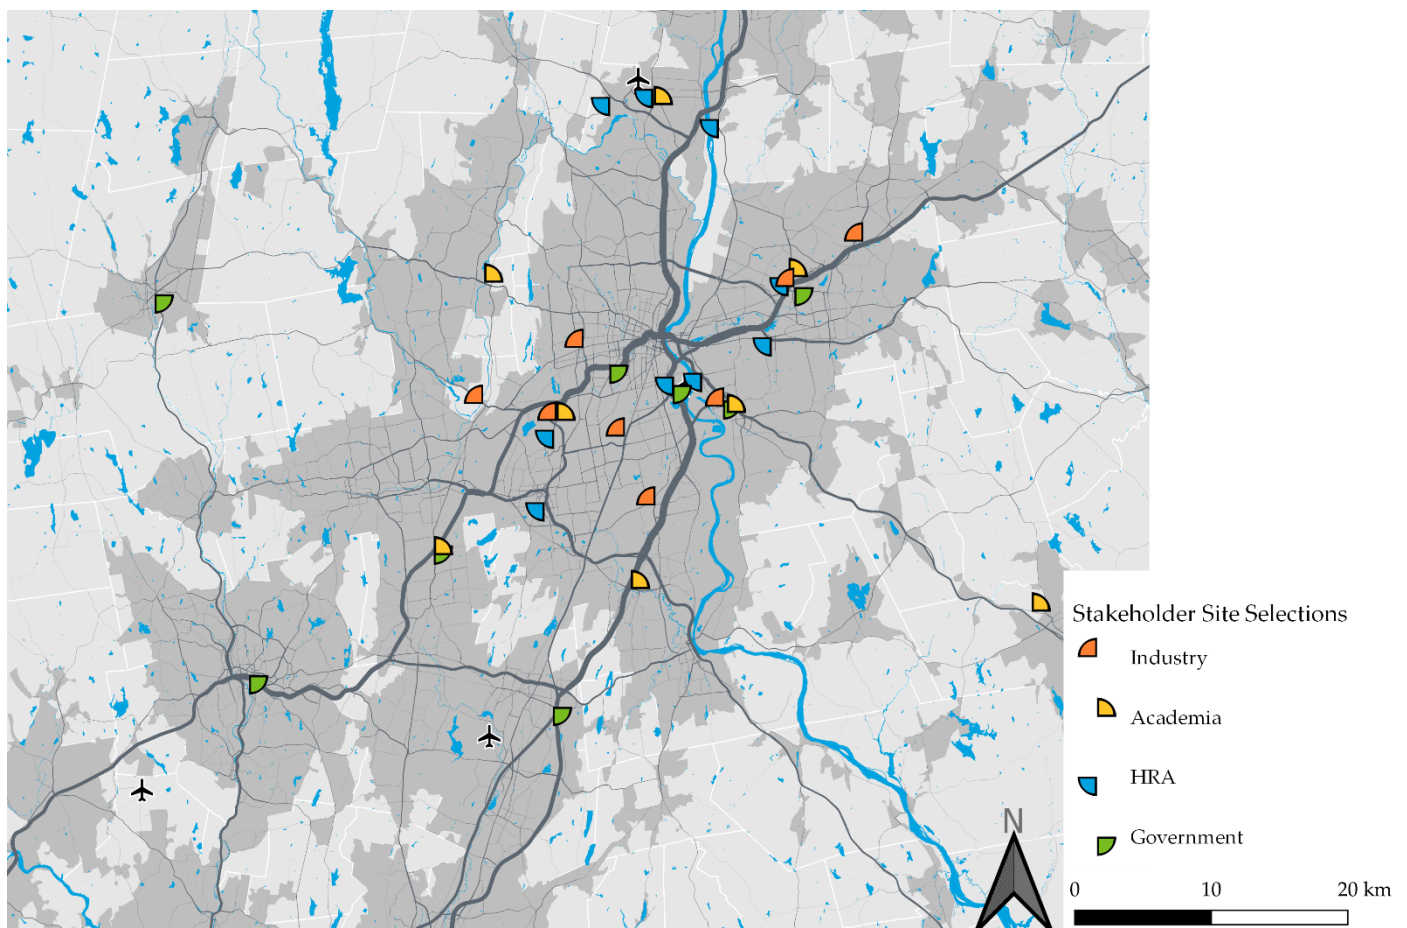 Stakeholder Site Selections
Industry
Academia
HRA
Government
N
0 10 20 km